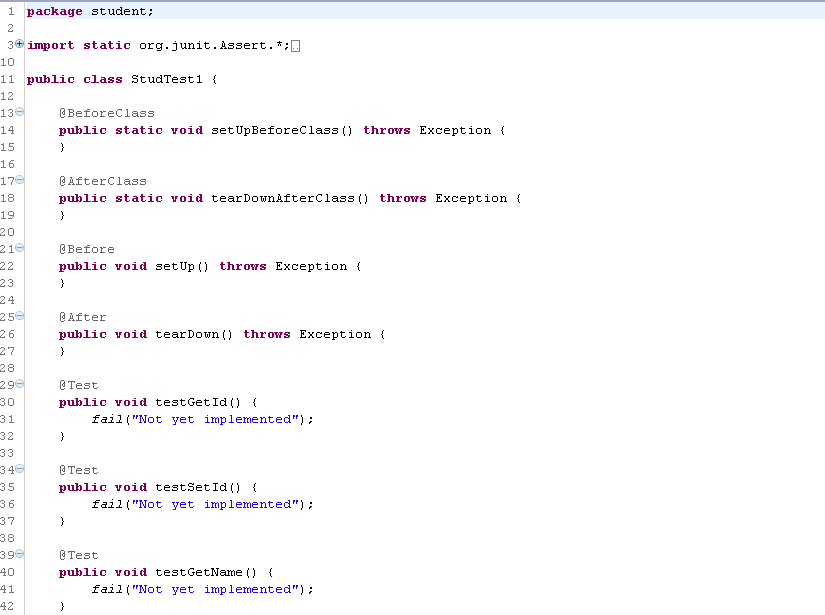 1 package student;
2
3 import static org.junit.Assert.*;
10
11 public class StudTest1 {
12
13 @BeforeClass
14 public static void setUpBeforeClass() throws Exception {
15 }
16
17 @AfterClass
18 public static void tearDownAfterClass() throws Exception {
19 }
20
21 @Before
22 public void setUp() throws Exception {
23 }
24
25 @After
26 public void tearDown() throws Exception {
27 }
28
29 @Test
30 public void testGetId() {
31 fail("Not yet implemented");
32 }
33
34 @Test
35 public void testSetId() {
36 fail("Not yet implemented");
37 }
38
39 @Test
40 public void testGetName() {
41 fail("Not yet implemented");
42 }